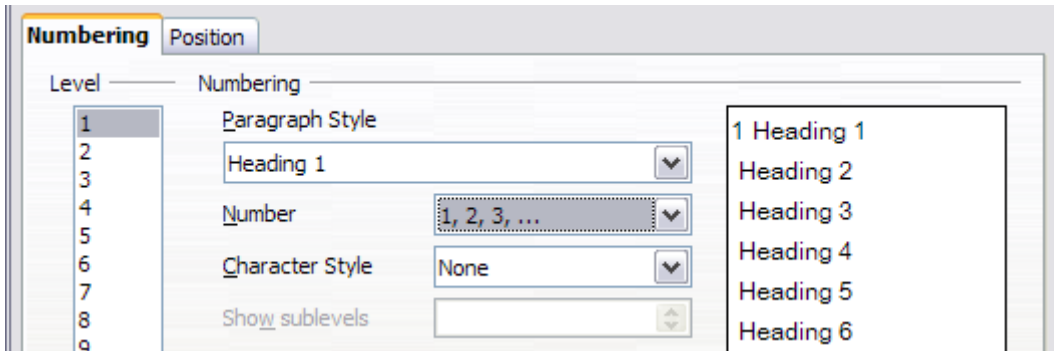 Numbering Position
Level Numbering
1
2
3
4
5
6
7
8
9
Paragraph Style
Heading 1
Number 1, 2, 3, ...
Character Style None
Show sublevels
1 Heading 1
Heading 2
Heading 3
Heading 4
Heading 5
Heading 6